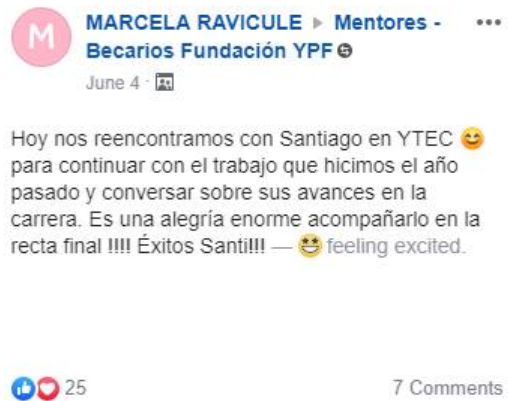 M
MARCELA RAVICULE ▸ Mentores -
Becarios Fundación YPF
June 4 ·
Hoy nos reencontramos con Santiago en YTEC 😊
para continuar con el trabajo que hicimos el año
pasado y conversar sobre sus avances en la
carrera. Es una alegría enorme acompañarlo en la
recta final !!!! Éxitos Santi!!! — 🤩 feeling excited.
25
7 Comments